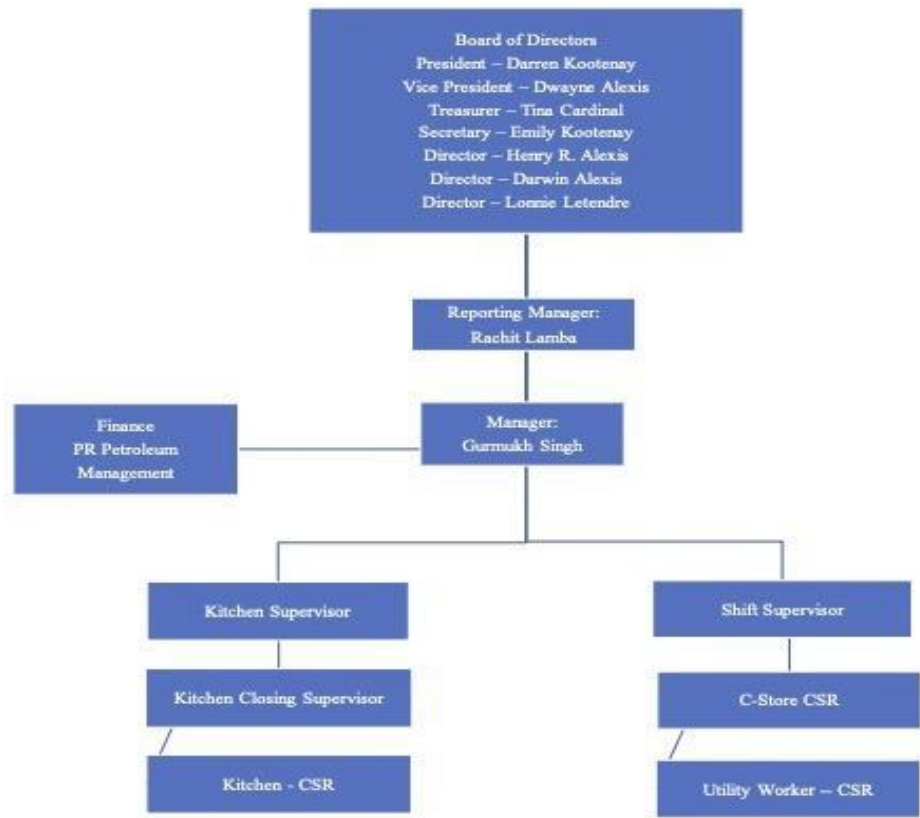 Board of Directors
President – Darren Kootenay
Vice President – Dwayne Alexis
Treasurer – Tina Cardinal
Secretary – Emily Kootenay
Director – Henry R. Alexis
Director – Darwin Alexis
Director – Lonnie Letendre
Reporting Manager:
Rachit Lamba
Manager:
Gurmukh Singh
Finance
PR Petroleum
Management
Kitchen Supervisor
Shift Supervisor
Kitchen Closing Supervisor
C-Store CSR
Kitchen - CSR
Utility Worker – CSR